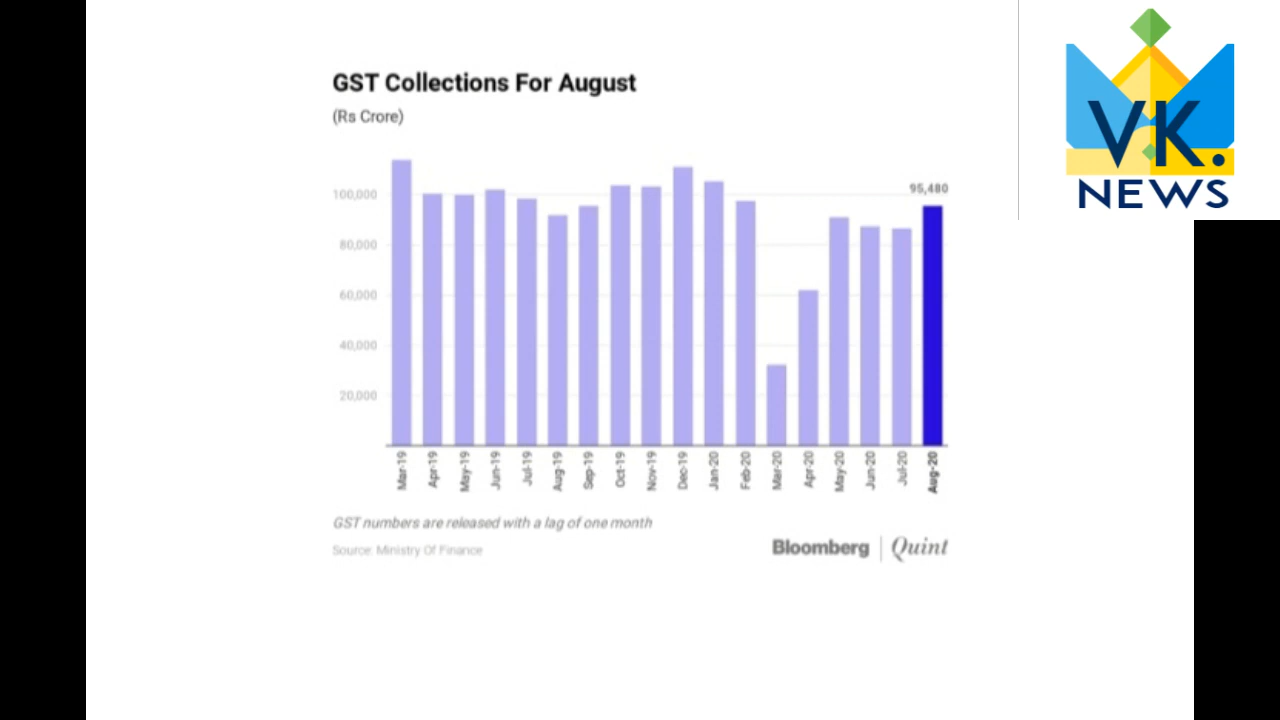 GST Collections For August
(Rs Crore)
VK.
NEWS
95,480
100,000
80,000
60,000
40,000
20,000
Mar-19
Apr-19
May-19
Jun-19
Jul-19
Aug-19
Sep-19
Oct-19
Nov-19
Dec-19
Jan-20
Feb-20
Mar-20
Apr-20
May-20
Jun-20
Jul-20
Aug-20
GST numbers are released with a lag of one month
Source: Ministry Of Finance
Bloomberg | Quint